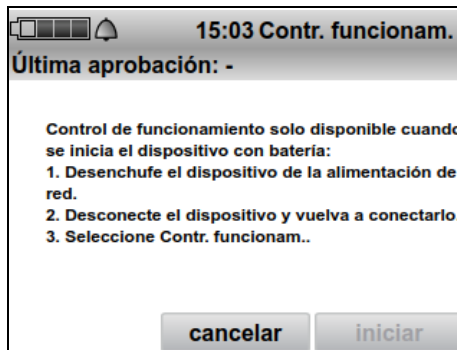 15:03 Contr. funcionam.
Última aprobación: -
Control de funcionamiento solo disponible cuando
se inicia el dispositivo con batería:
1. Desenchufe el dispositivo de la alimentación de
red.
2. Desconecte el dispositivo y vuelva a conectarlo.
3. Seleccione Contr. funcionam..
cancelar
iniciar